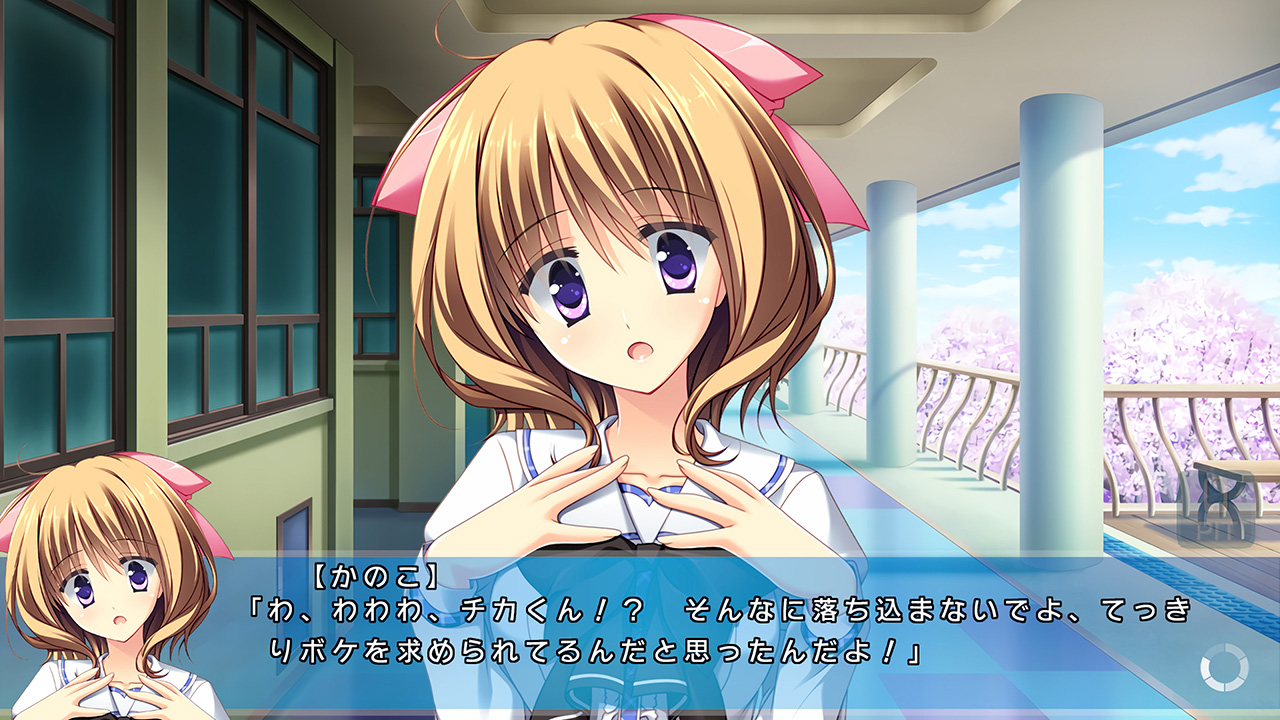 【かのこ】
「わ、わわわ、チカくん！？　そんなに落ち込まないでよ、てっき
りボケを求められてるんだと思ったんだよ！」